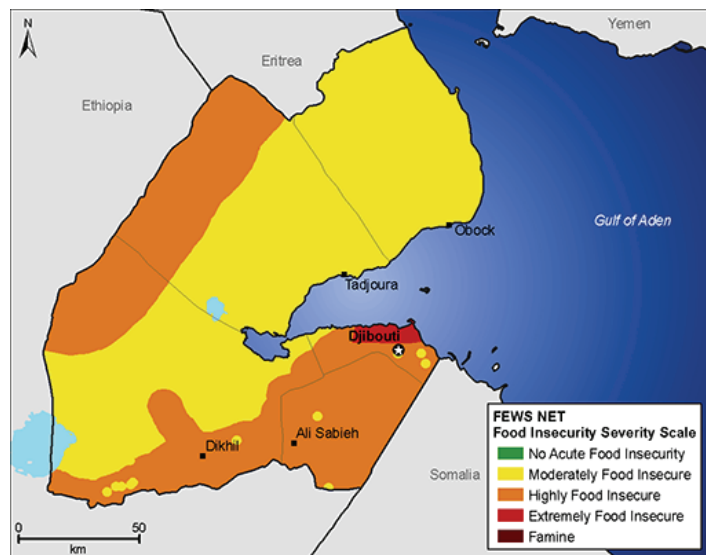 N
Yemen
Eritrea
Ethiopia
Gulf of Aden
Obock
Tadjoura
Djibouti
Ali Sabieh
Dikhil
Somalia
FEWS NET
Food Insecurity Severity Scale
No Acute Food Insecurity
Moderately Food Insecure
Highly Food Insecure
Extremely Food Insecure
Famine
0 50
km